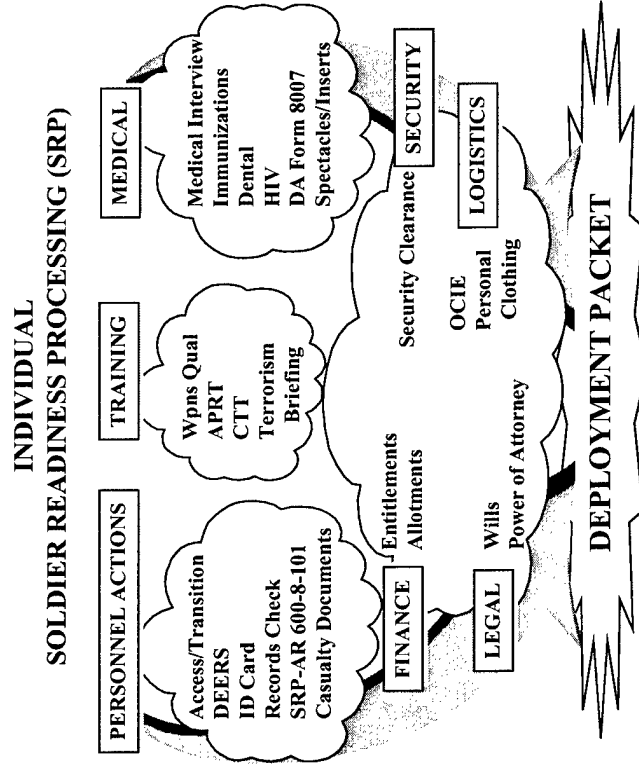 INDIVIDUAL
SOLDIER READINESS PROCESSING (SRP)
PERSONNEL ACTIONS
Access/Transition
DEERS
ID Card
Records Check
SRP-AR 600-8-101
Casualty Documents
TRAINING
Wpns Qual
APRT
CTT
Terrorism
Briefing
MEDICAL
Medical Interview
Immunizations
Dental
HIV
DA Form 8007
Spectacles/Inserts
FINANCE
Entitlements
Allotments
SECURITY
Security Clearance
LEGAL
Wills
Power of Attorney
LOGISTICS
OCIE
Personal
Clothing
DEPLOYMENT PACKET